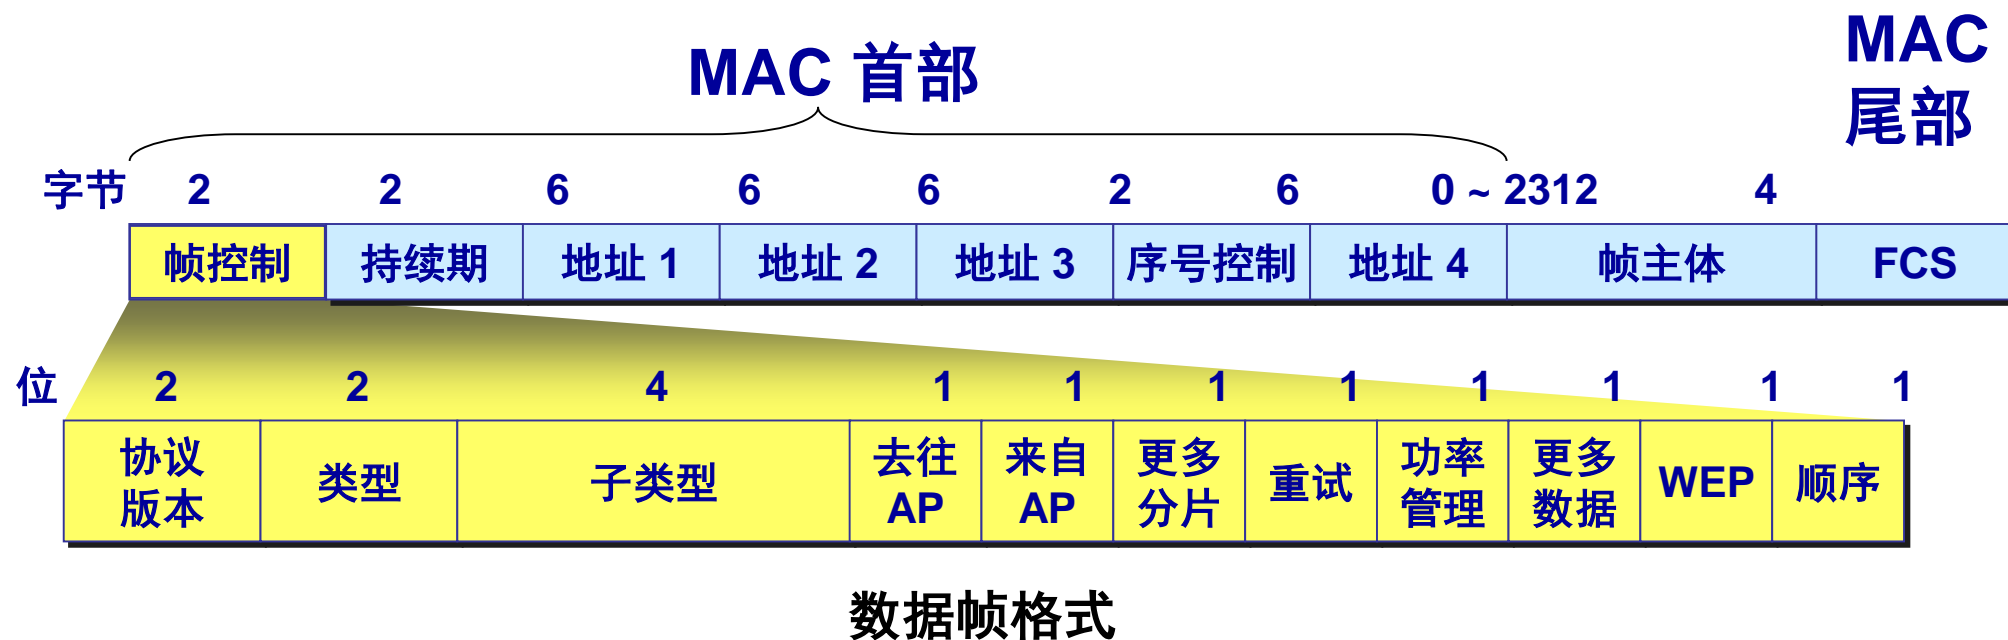 MAC 首部
MAC
尾部
字节 2 2 6 6 6 2 6 0 ~ 2312 4
帧控制 持续期 地址 1 地址 2 地址 3 序号控制 地址 4 帧主体 FCS
位 2 2 4 1 1 1 1 1 1 1 1
协议
版本
类型
子类型
去往
AP
来自
AP
更多
分片
重试
功率
管理
更多
数据
WEP
顺序
数据帧格式